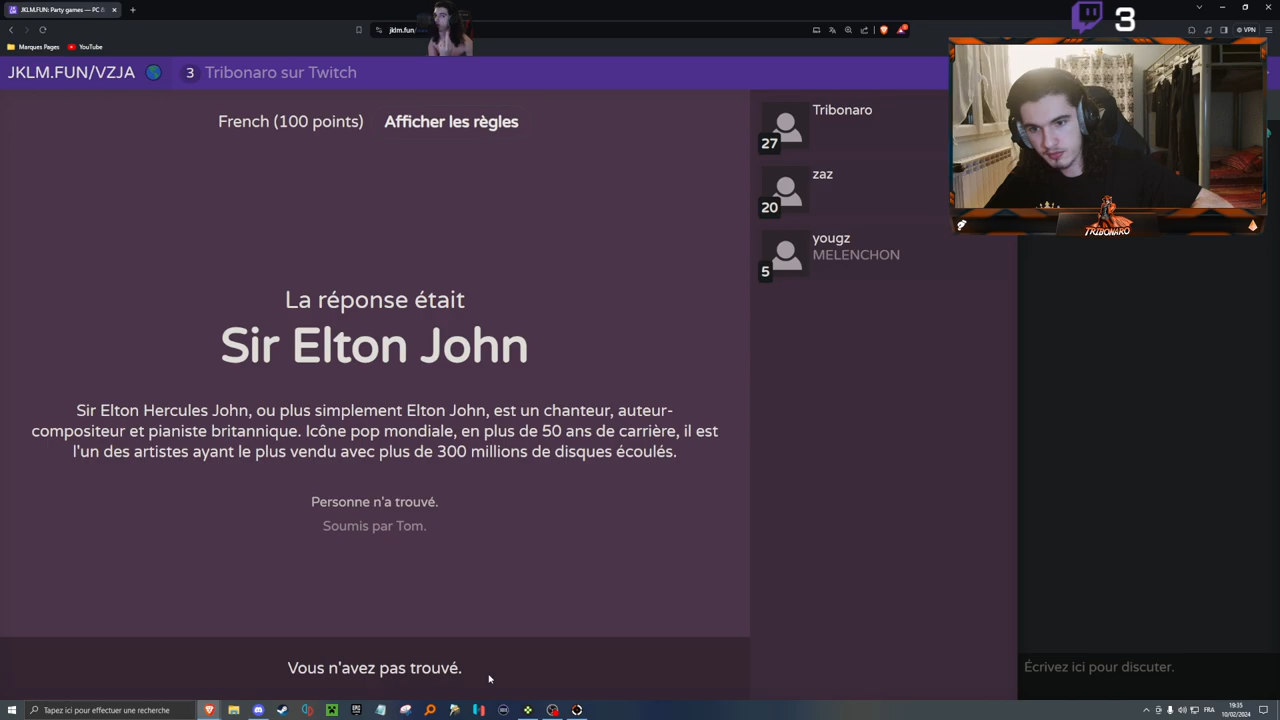 JKLM.FUN: Party games — PC &
jklm.fun/
VPN
Marques Pages
YouTube
3
JKLM.FUN/VZJA
3
Tribonaro sur Twitch
French (100 points)
Afficher les règles
Tribonaro
27
zaz
20
yougz
MELENCHON
5
TRIBONARO
La réponse était
Sir Elton John
Sir Elton Hercules John, ou plus simplement Elton John, est un chanteur, auteur-
compositeur et pianiste britannique. Icône pop mondiale, en plus de 50 ans de carrière, il est
l'un des artistes ayant le plus vendu avec plus de 300 millions de disques écoulés.
Personne n'a trouvé.
Soumis par Tom.
Vous n'avez pas trouvé.
Écrivez ici pour discuter.
Tapez ici pour effectuer une recherche
FRA
19:35
10/02/2024